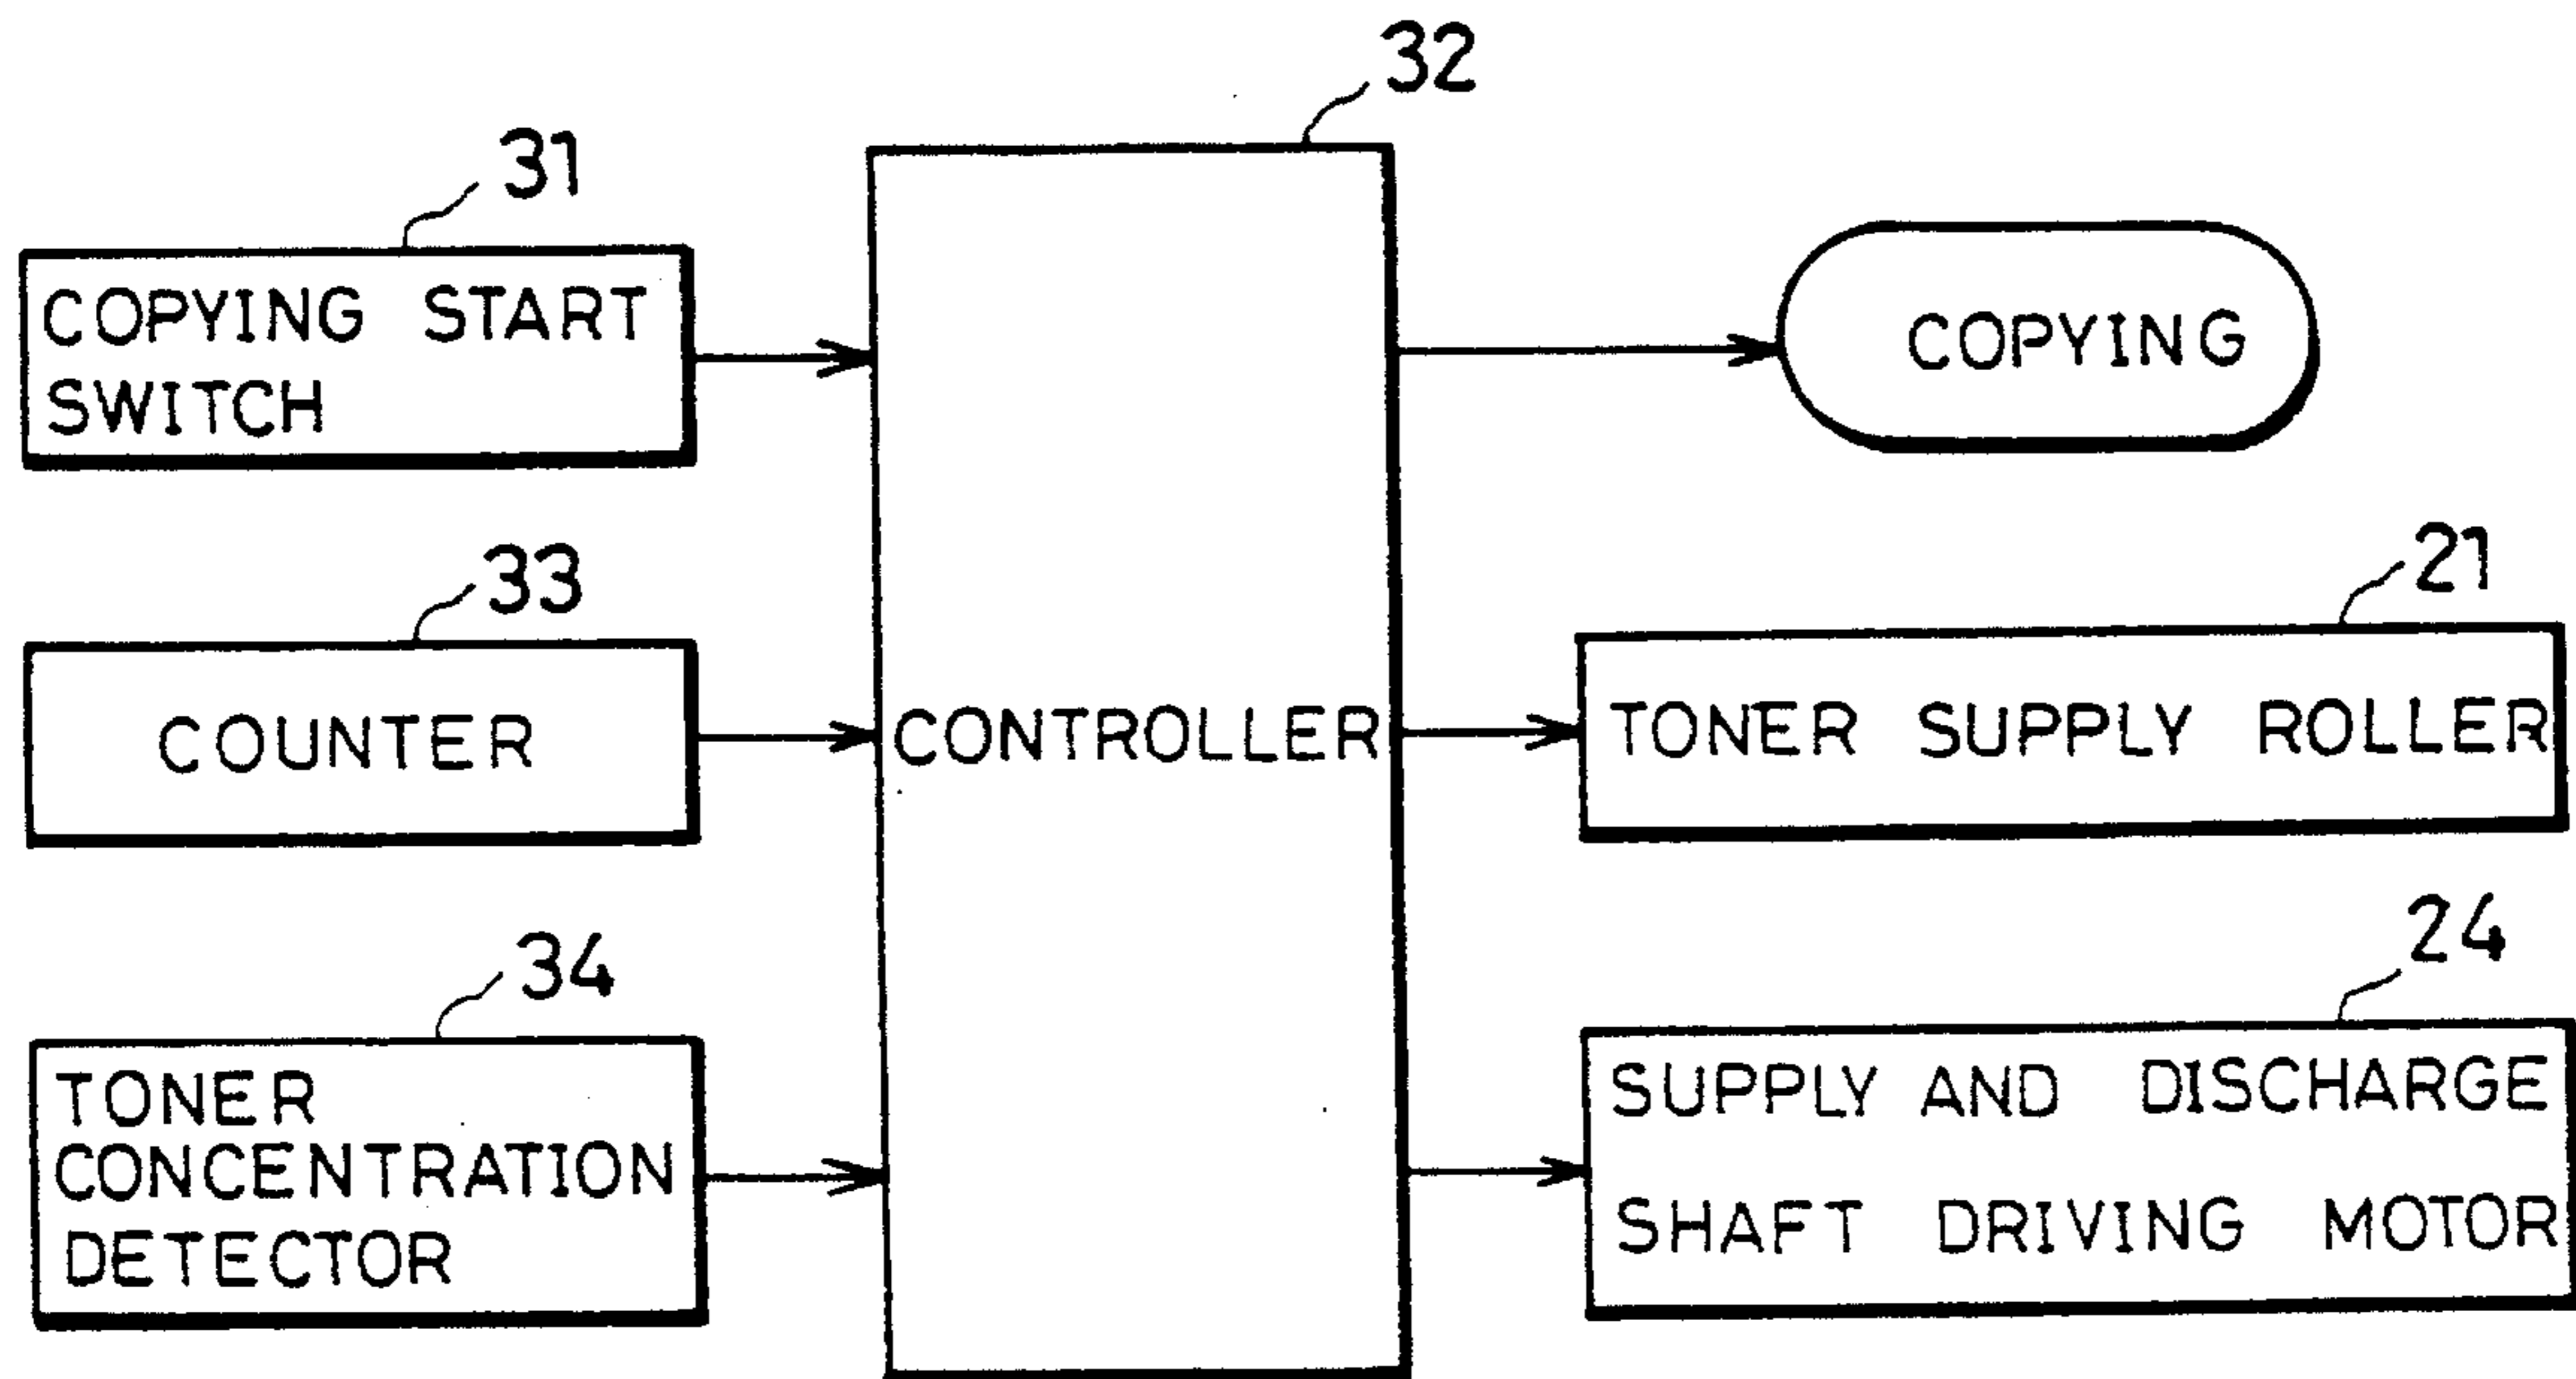 32
31
COPYING START
SWITCH
COPYING
33
COUNTER
CONTROLLER
21
TONER SUPPLY ROLLER
34
TONER
CONCENTRATION
DETECTOR
24
SUPPLY AND DISCHARGE
SHAFT DRIVING MOTOR